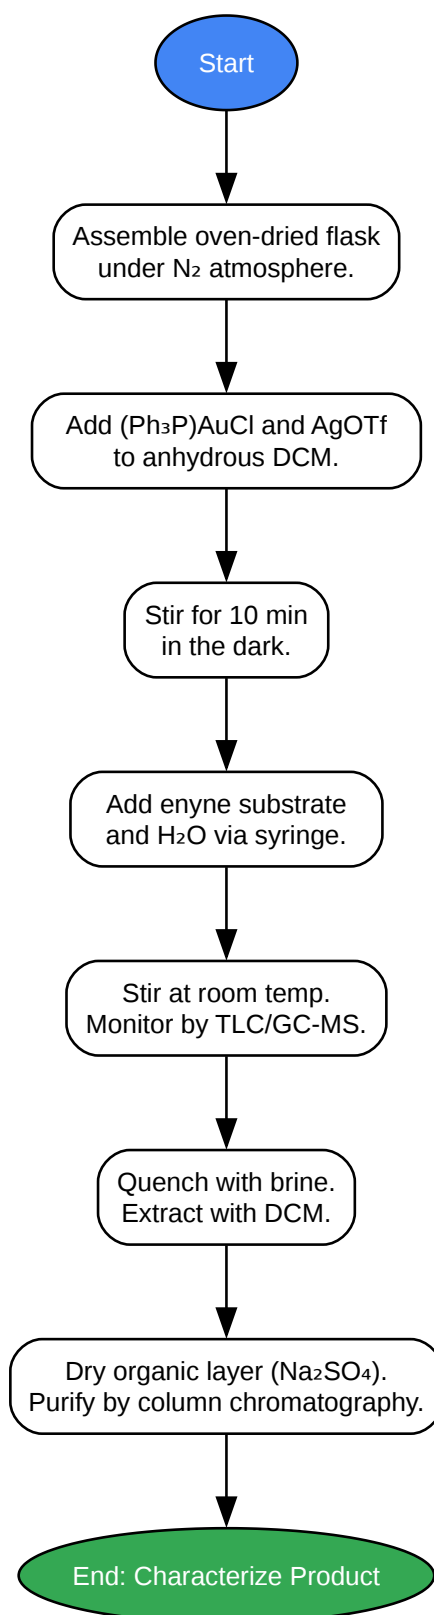 Start
Assemble oven-dried flask
under N₂ atmosphere.
Add (Ph₃P)AuCl and AgOTf
to anhydrous DCM.
Stir for 10 min
in the dark.
Add enyne substrate
and H₂O via syringe.
Stir at room temp.
Monitor by TLC/GC-MS.
Quench with brine.
Extract with DCM.
Dry organic layer (Na₂SO₄).
Purify by column chromatography.
End: Characterize Product